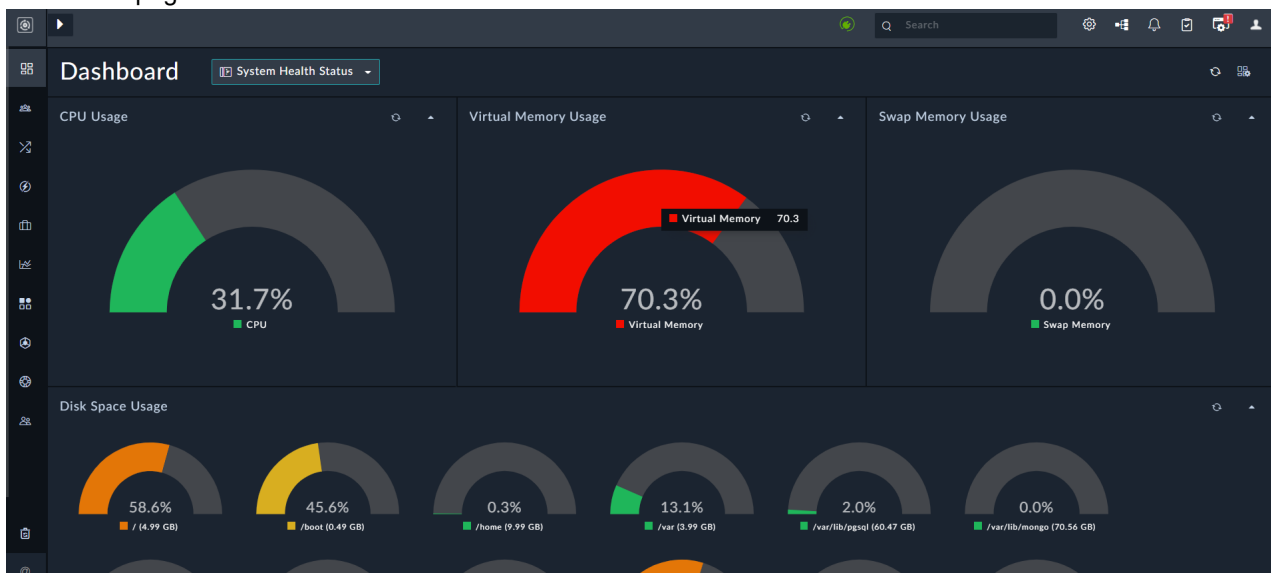 Search
!
Dashboard
System Health Status
CPU Usage
Virtual Memory Usage
Swap Memory Usage
Virtual Memory 70.3
31.7%
CPU
70.3%
Virtual Memory
0.0%
Swap Memory
Disk Space Usage
58.6%
/ (4.99 GB)
45.6%
/boot (0.49 GB)
0.3%
/home (9.99 GB)
13.1%
/var (3.99 GB)
2.0%
/var/lib/pgsql (60.47 GB)
0.0%
/var/lib/mongo (70.56 GB)